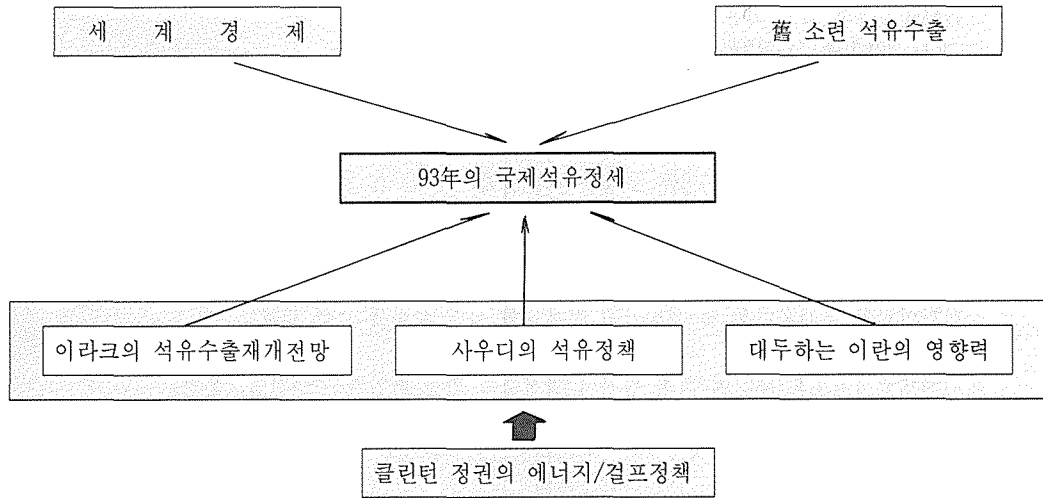 세 계 경 제
舊 소련 석유수출
93年의 국제석유정세
이라크의 석유수출재개전망
사우디의 석유정책
대두하는 이란의 영향력
클린턴 정권의 에너지/걸프정책